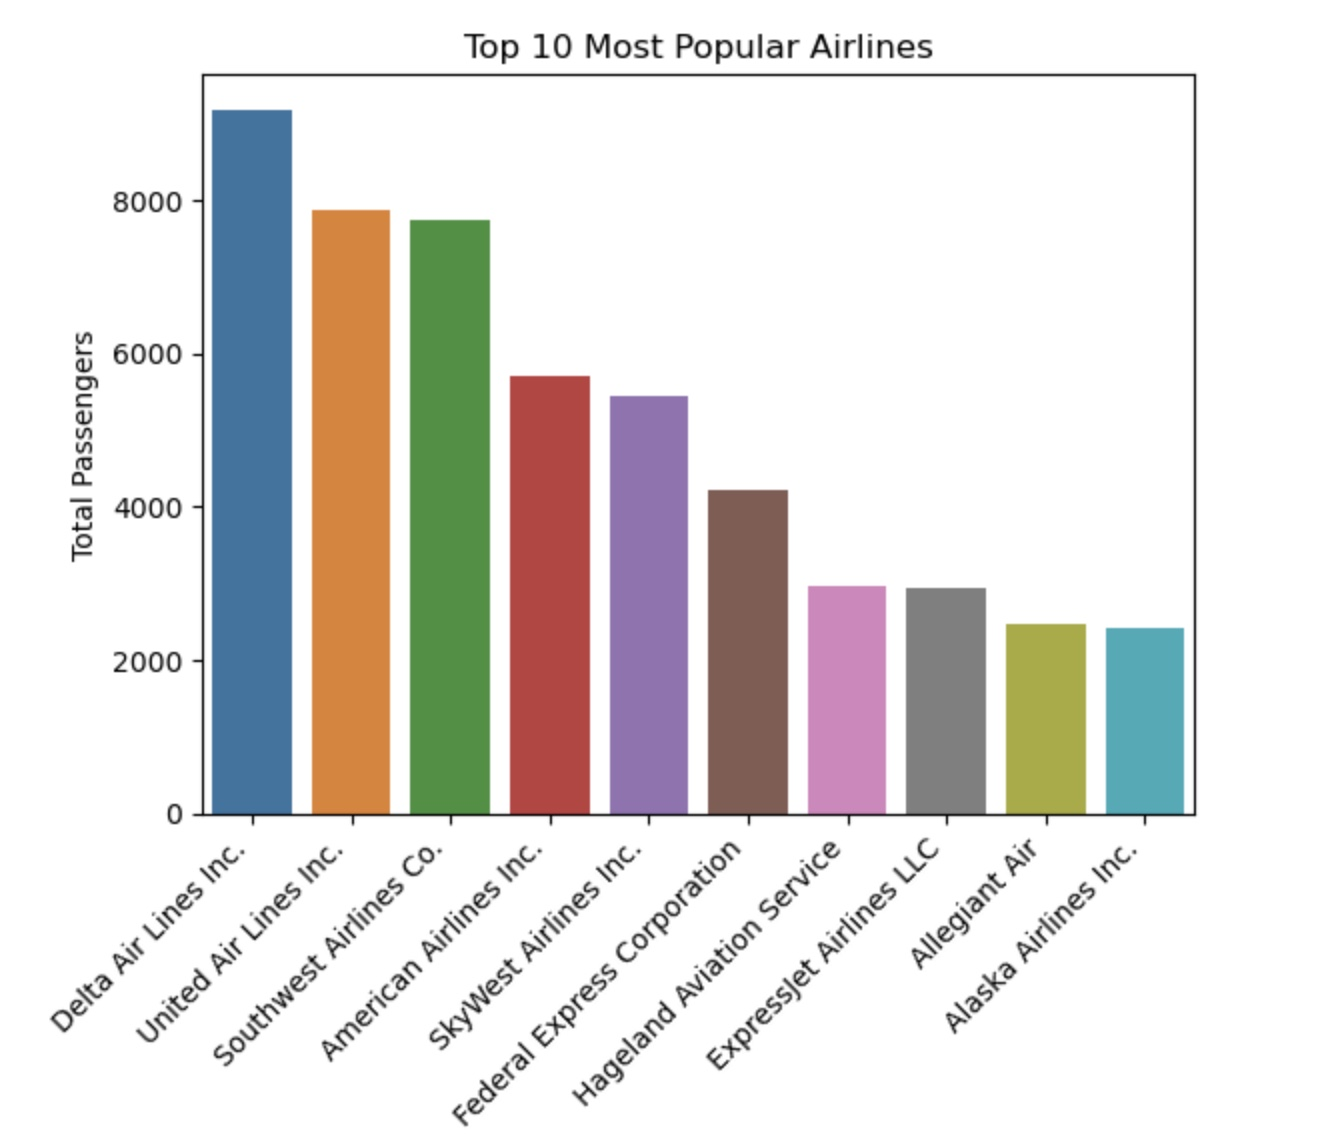 Top 10 Most Popular Airlines
Total Passengers
8000
6000
4000
2000
0
Delta Air Lines Inc.
United Air Lines Inc.
Southwest Airlines Co.
American Airlines Inc.
SkyWest Airlines Inc.
Federal Express Corporation
Hageland Aviation Service
ExpressJet Airlines LLC
Allegiant Air
Alaska Airlines Inc.